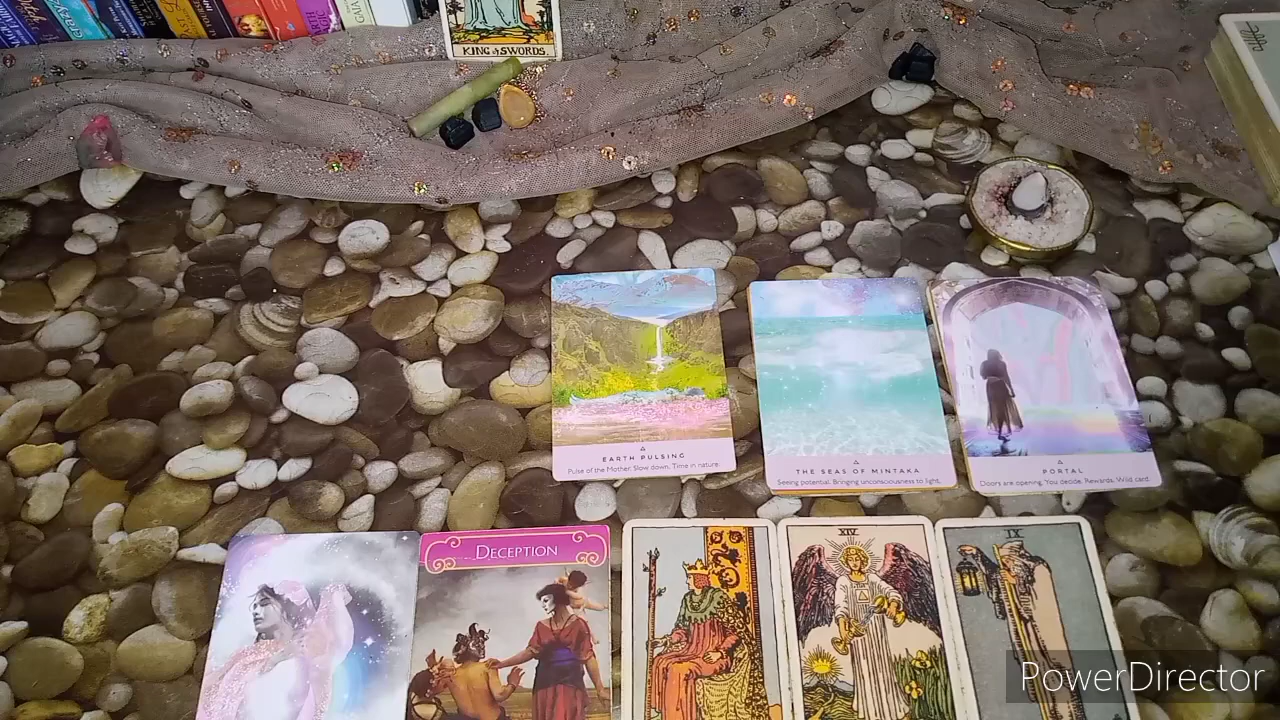 KING of SWORDS.
EARTH PULSING
Pulse of the Mother. Slow down. Time in nature.
THE SEAS OF MINTAKA
Seeing potential. Bringing unconsciousness to light.
PORTAL
Doors are opening. You decide. Rewards. Wild card.
DECEPTION
XIV
IX
PowerDirector